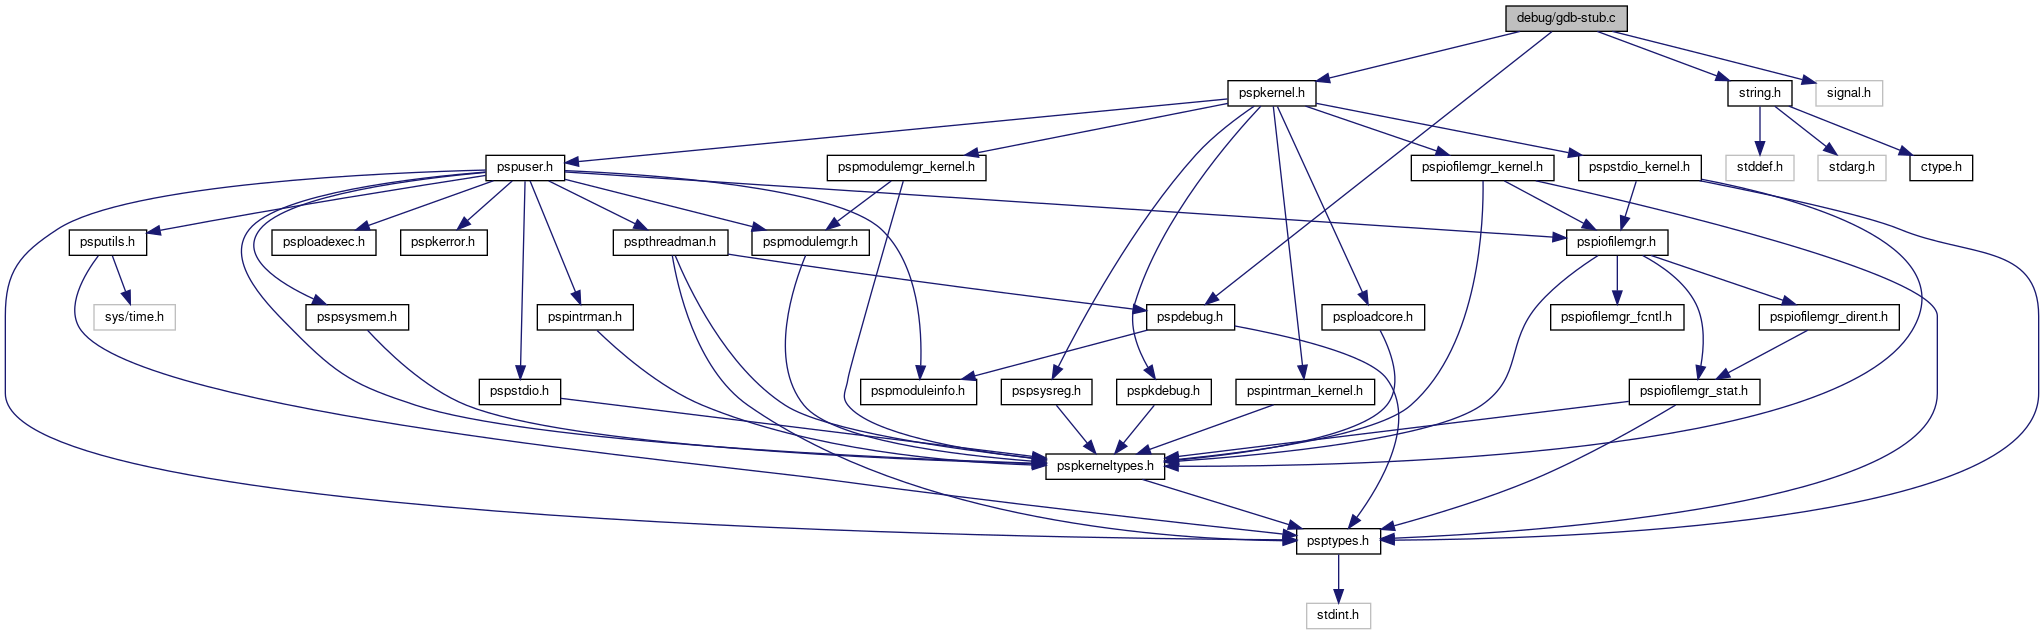 debug/gdb-stub.c
pspkernel.h
string.h
signal.h
pspuser.h
pspmodulemgr_kernel.h
pspiofilemgr_kernel.h
pspstdio_kernel.h
stddef.h
stdarg.h
ctype.h
psputils.h
psploadexec.h
pspkerror.h
pspthreadman.h
pspmodulemgr.h
pspiofilemgr.h
sys/time.h
pspsysmem.h
pspintrman.h
pspdebug.h
psploadcore.h
pspiofilemgr_fcntl.h
pspiofilemgr_dirent.h
pspstdio.h
pspmoduleinfo.h
pspsysreg.h
pspkdebug.h
pspintrman_kernel.h
pspiofilemgr_stat.h
pspkerneltypes.h
psptypes.h
stdint.h